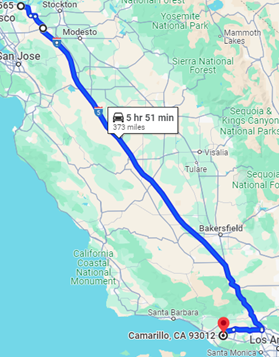 565
Stockton
sco
Yosemite
National Park
Modesto
Mammoth
Lakes
San Jose
Sierra National
Forest
5 hr 51 min
373 miles
Sequoia &
Kings Canyon
National Parks
Visalia
Tulare
Sequoia
National
Forest
Bakersfield
California
Coastal
National
Monument
Santa Barbara
Camarillo, CA 93012
Los An
Santa Monica